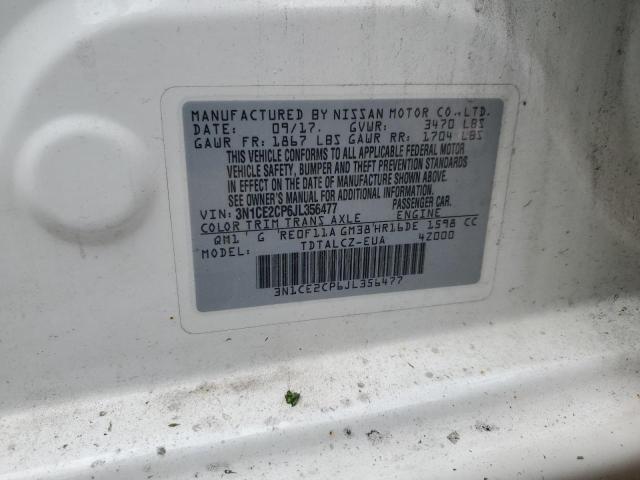 MANUFACTURED BY NISSAN MOTOR CO.,LTD.
DATE: 09/17. GVWR: 3470 LBS
GAWR FR: 1867 LBS GAWR RR: 1704 LBS
THIS VEHICLE CONFORMS TO ALL APPLICABLE FEDERAL MOTOR
VEHICLE SAFETY, BUMPER AND THEFT PREVENTION STANDARDS
IN EFFECT ON THE DATE OF MANUFACTURE SHOWN ABOVE.
SEE OWNER'S MANUAL FOR ADDITIONAL INFORMATION.
VIN: 3N1CE2CP6JL356477 PASSENGER CAR.
COLOR TRIM TRANS AXLE ENGINE
QM1 G RE0F11A GM38 HR16DE 1598 CC
MODEL: TDTALCZ-EUA 42000
3N1CE2CP6JL356477